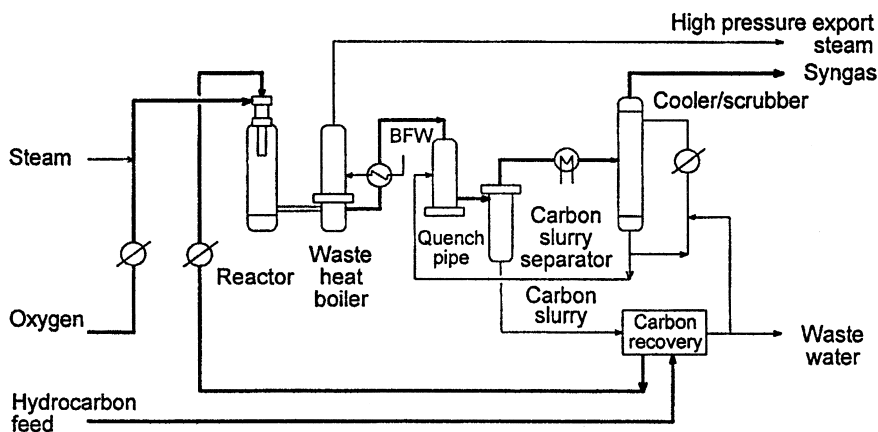 High pressure export
steam
Syngas
Cooler/scrubber
BFW
Steam
Quench
pipe
Carbon
slurry
separator
Reactor
Waste
heat
boiler
Oxygen
Carbon
slurry
Carbon
recovery
Waste
water
Hydrocarbon
feed